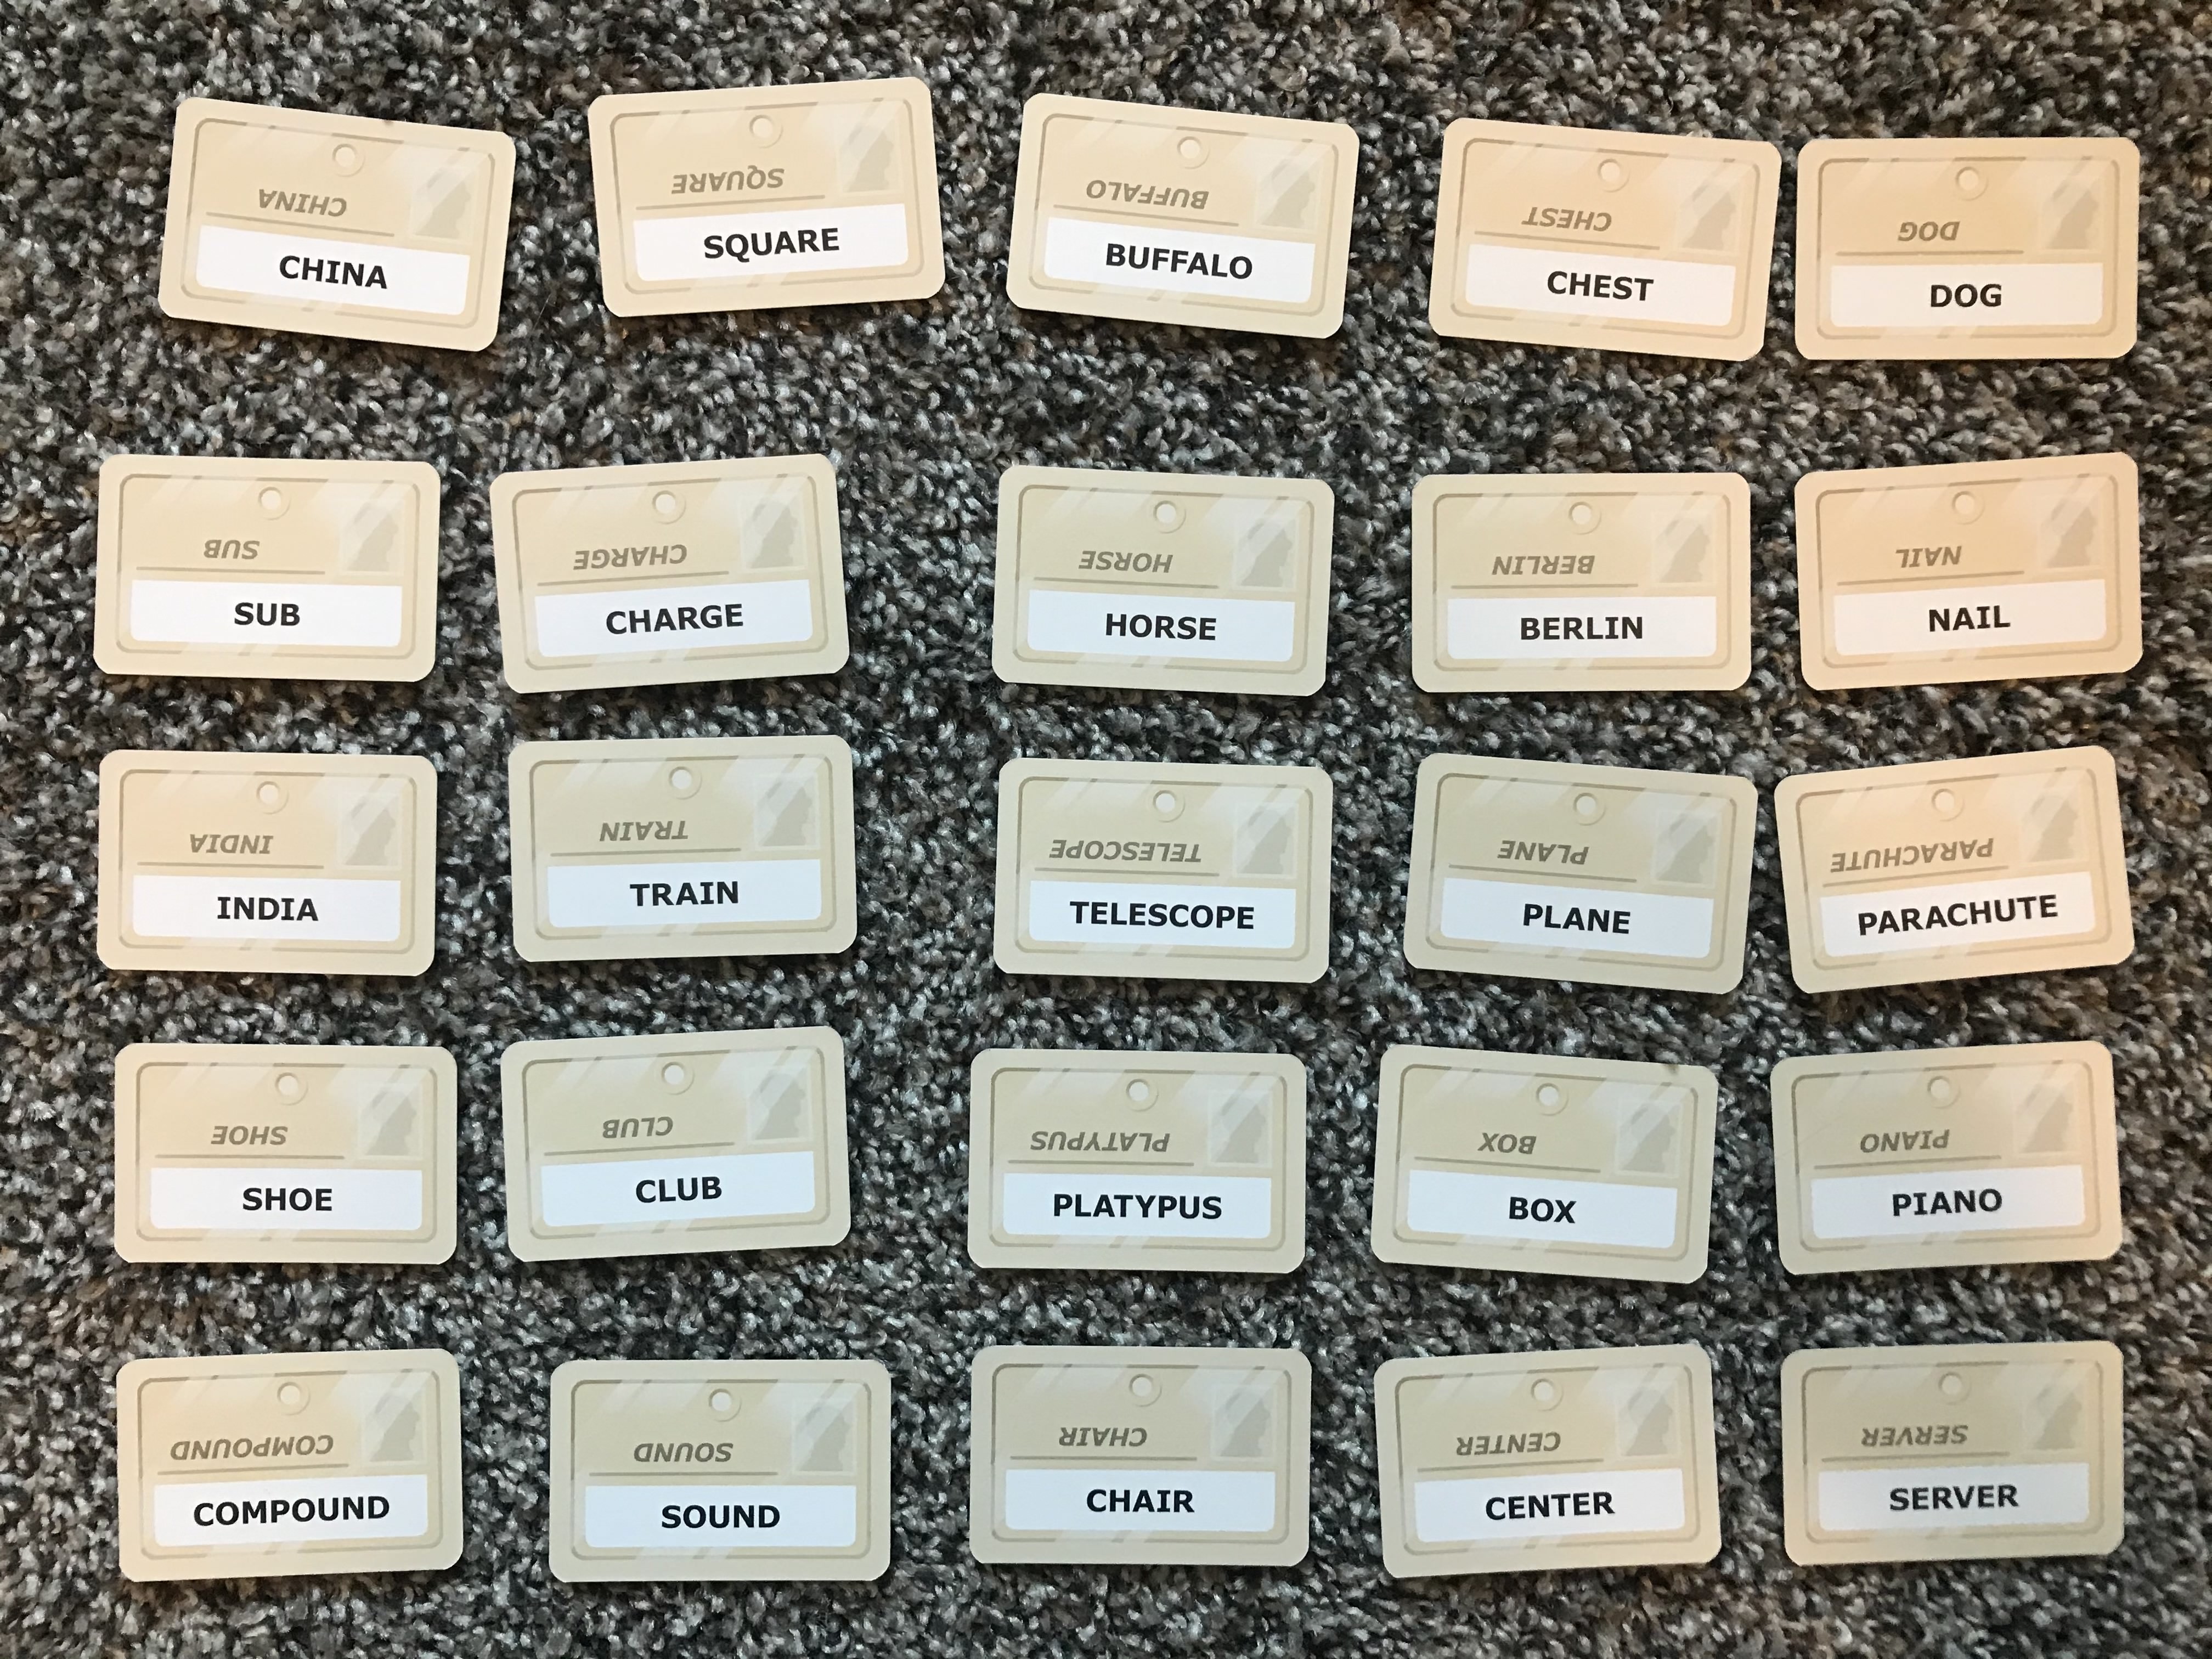 CHINA
CHINA
SQUARE
SQUARE
BUFFALO
BUFFALO
CHEST
CHEST
DOG
DOG
SUB
SUB
CHARGE
CHARGE
HORSE
HORSE
BERLIN
BERLIN
NAIL
NAIL
INDIA
INDIA
TRAIN
TRAIN
TELESCOPE
TELESCOPE
PLANE
PLANE
PARACHUTE
PARACHUTE
SHOE
SHOE
CLUB
CLUB
PLATYPUS
PLATYPUS
BOX
BOX
PIANO
PIANO
COMPOUND
COMPOUND
SOUND
SOUND
CHAIR
CHAIR
CENTER
CENTER
SERVER
SERVER